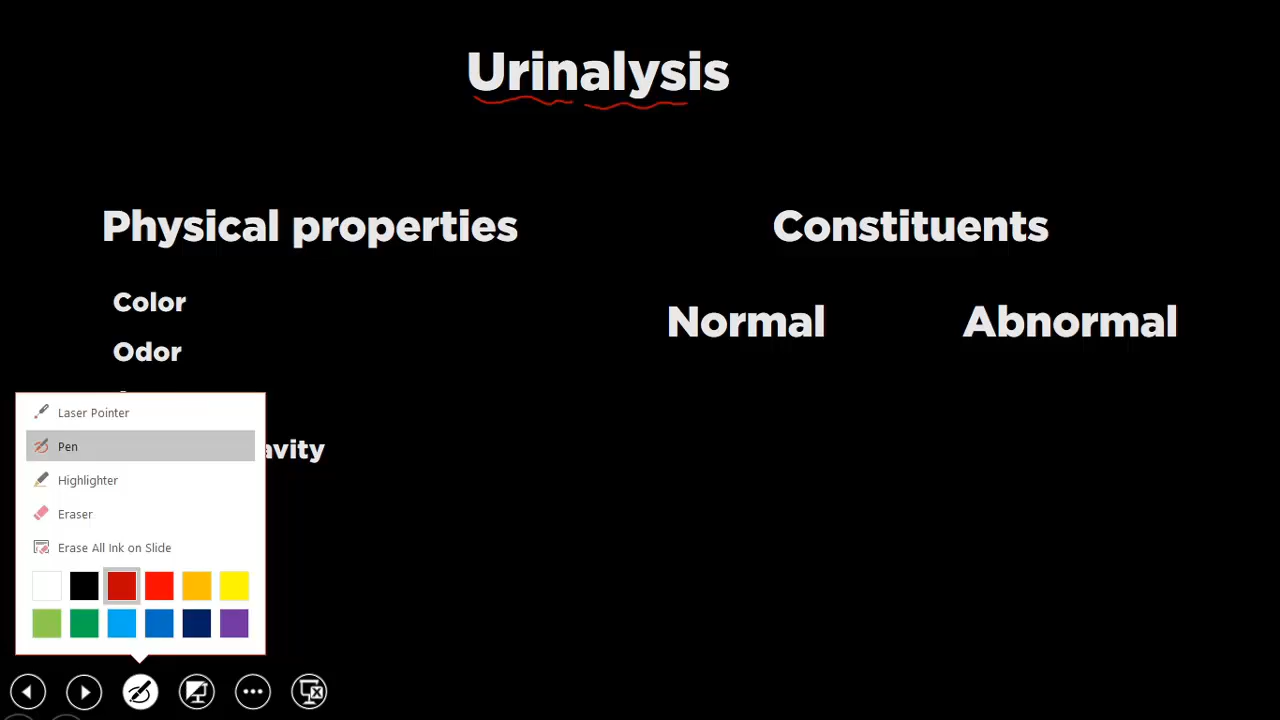 Urinalysis
Physical properties
Constituents
Color
Odor
Normal
Abnormal
avity
Laser Pointer
Pen
Highlighter
Eraser
Erase All Ink on Slide